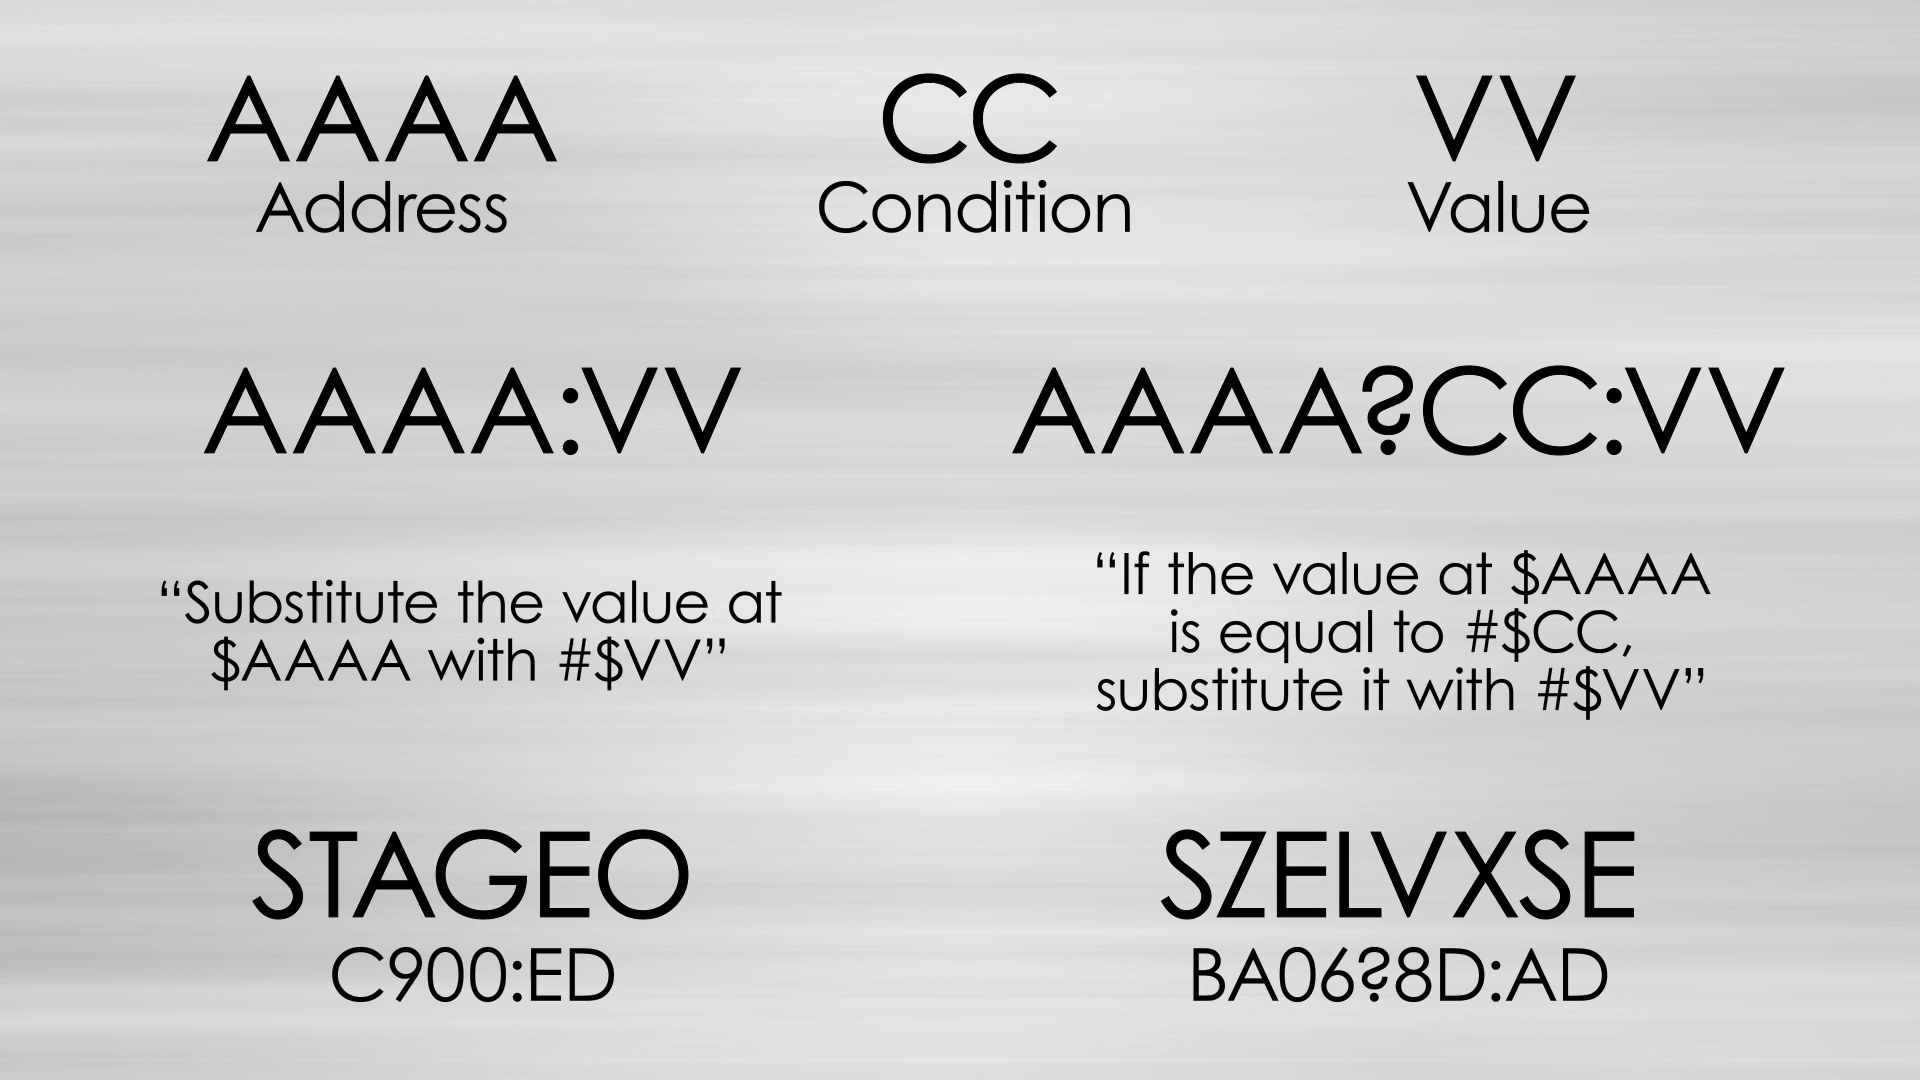 AAAA CC VV
Address Condition Value
AAAA:VV AAAA?CC:VV
“Substitute the value at
$AAAA with #$VV”
“If the value at $AAAA
is equal to #$CC,
substitute it with #$VV”
STAGEO SZELVXSE
C900:ED BA06?8D:AD